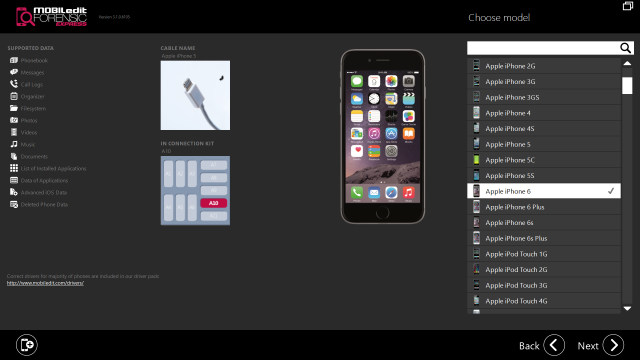 MOBILedit
FORENSIC
EXPRESS
Choose model
SUPPORTED DATA
Phonebook
Messages
Call Logs
Organizer
Filesystem
Photos
Videos
Music
Documents
List of Installed Applications
Data of Applications
Advanced iOS Data
Deleted Phone Data
CABLE NAME
Apple iPhone 5
IN CONNECTION KIT
A10
A10
Apple iPhone 2G
Apple iPhone 3G
Apple iPhone 3GS
Apple iPhone 4
Apple iPhone 4S
Apple iPhone 5
Apple iPhone 5C
Apple iPhone 5S
Apple iPhone 6
Apple iPhone 6 Plus
Apple iPhone 6s
Apple iPhone 6s Plus
Apple iPod Touch 1G
Apple iPod Touch 2G
Apple iPod Touch 3G
Apple iPod Touch 4G
Correct drivers for majority of phones are included in our driver pack:
http://www.mobiledit.com/drivers/
Back
Next